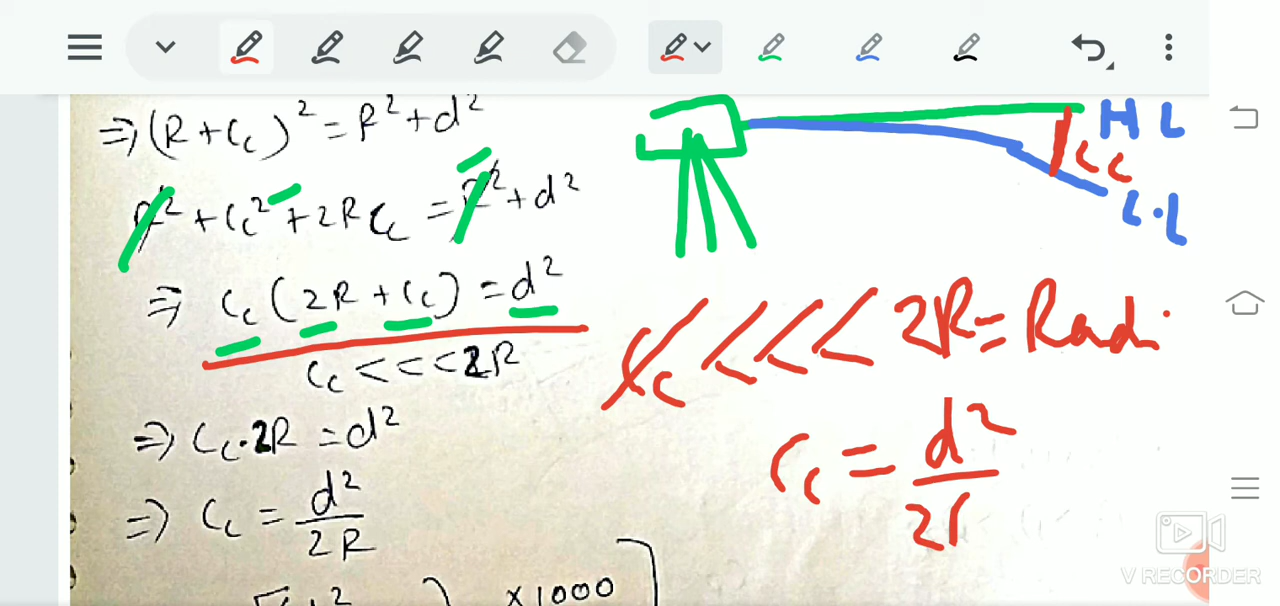 ⇒ (R + Cc)² = R² + d²
R² + Cc² + 2RCc = R² + d²
⇒ Cc (2R + Cc) = d²
Cc <<< 2R
⇒ Cc · 2R = d²
⇒ Cc = d²/2R
×1000
H L
Cc
L.L
Cc <<<< 2R = Radi
Cc = d²/2R
V RECORDER